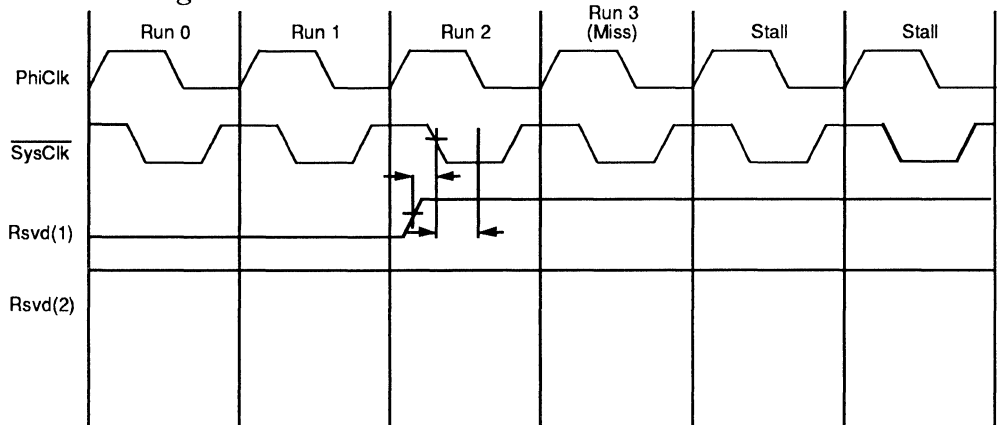 Run 0
Run 1
Run 2
Run 3
(Miss)
Stall
Stall
PhiClk
SysClk
Rsvd(1)
Rsvd(2)